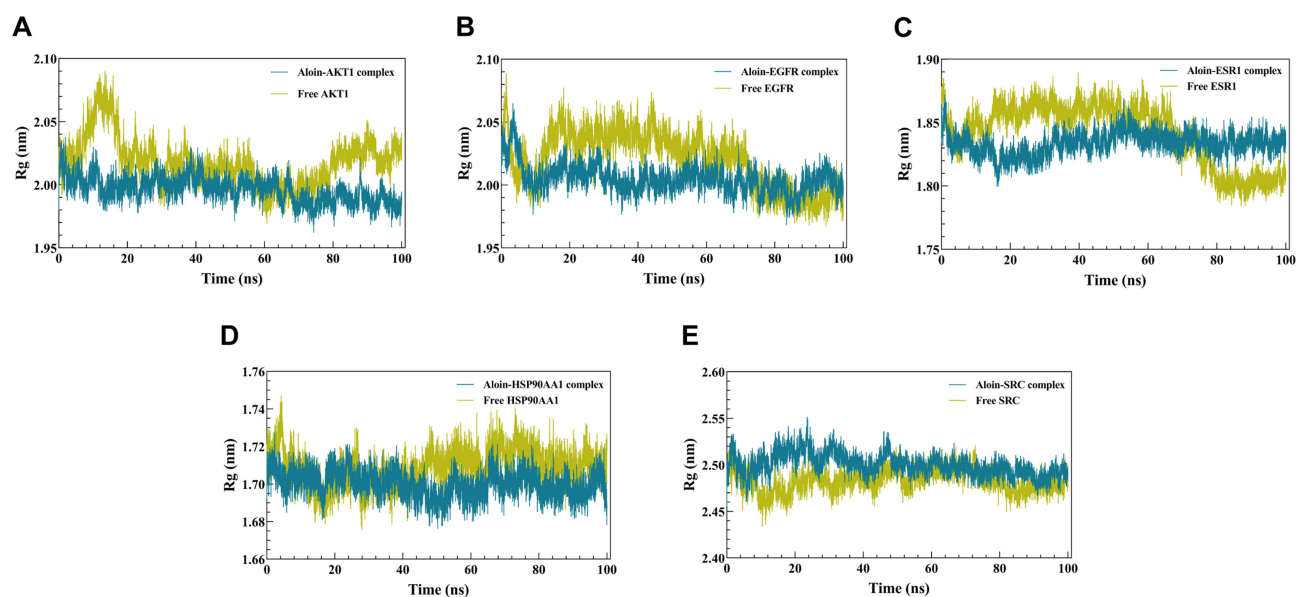 A
Aloin-AKT1 complex
Free AKT1
2.10
2.05
2.00
1.95
Rg (nm)
0
20
40
60
80
100
Time (ns)
B
Aloin-EGFR complex
Free EGFR
2.10
2.05
2.00
1.95
Rg (nm)
0
20
40
60
80
100
Time (ns)
C
Aloin-ESR1 complex
Free ESR1
1.90
1.85
1.80
1.75
Rg (nm)
0
20
40
60
80
100
Time (ns)
D
Aloin-HSP90AA1 complex
Free HSP90AA1
1.76
1.74
1.72
1.70
1.68
1.66
Rg (nm)
0
20
40
60
80
100
Time (ns)
E
Aloin-SRC complex
Free SRC
2.60
2.55
2.50
2.45
2.40
Rg (nm)
0
20
40
60
80
100
Time (ns)